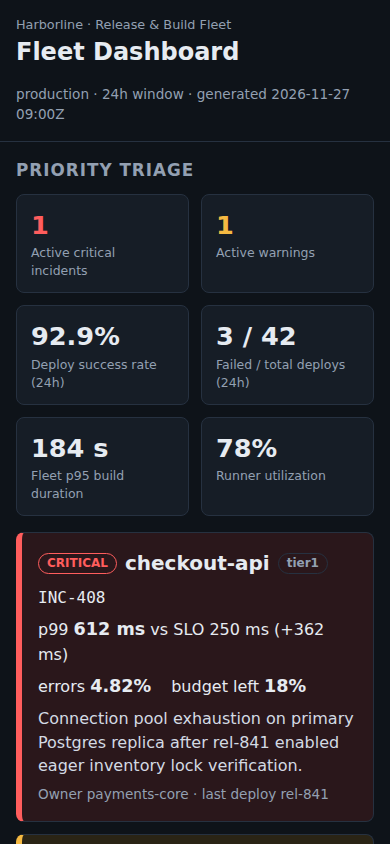 Harborline · Release & Build Fleet
Fleet Dashboard
production · 24h window · generated 2026-11-27
09:00Z
PRIORITY TRIAGE
1
Active critical
incidents
1
Active warnings
92.9%
Deploy success rate
(24h)
3 / 42
Failed / total deploys
(24h)
184 s
Fleet p95 build
duration
78%
Runner utilization
CRITICAL checkout-api tier1
INC-408
p99 612 ms vs SLO 250 ms (+362
ms)
errors 4.82% budget left 18%
Connection pool exhaustion on primary
Postgres replica after rel-841 enabled
eager inventory lock verification.
Owner payments-core · last deploy rel-841